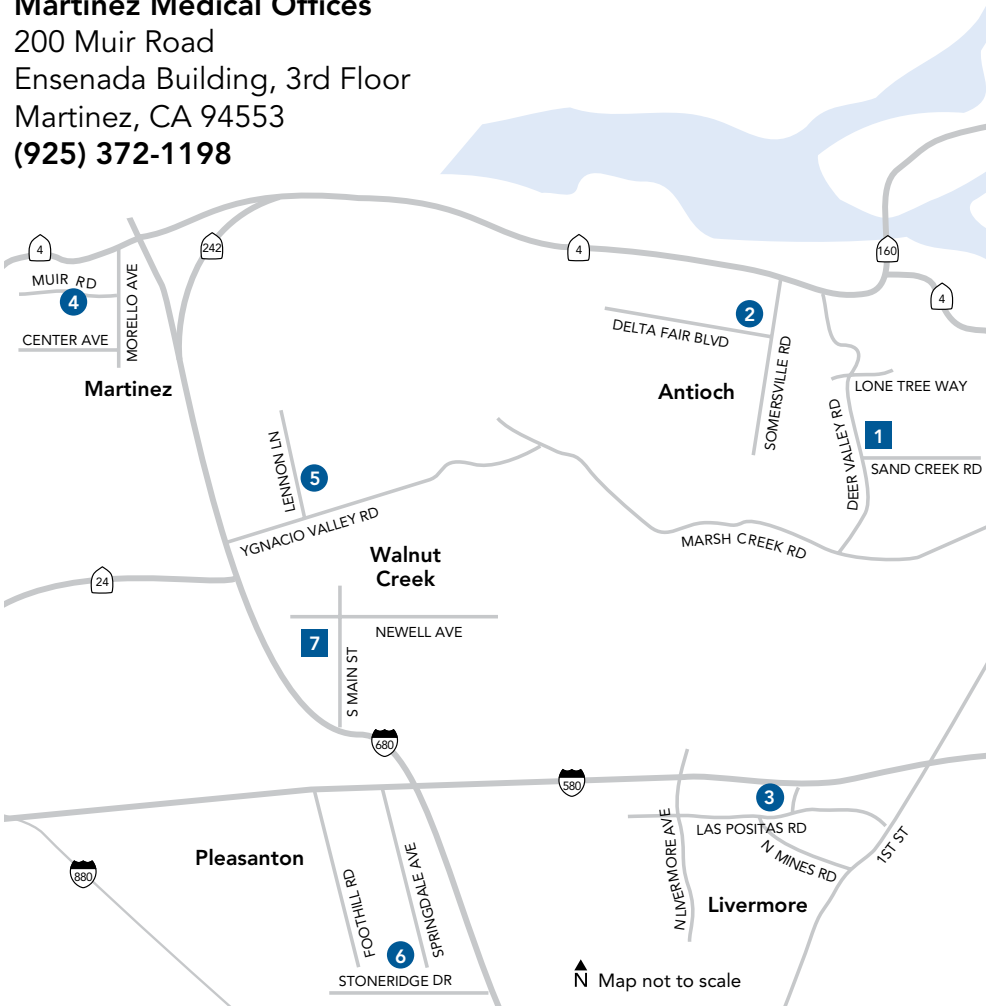 Martinez Medical Offices
200 Muir Road
Ensenada Building, 3rd Floor
Martinez, CA 94553
(925) 372-1198
4
242
4
160
4
MUIR RD
4
MORELLO AVE
CENTER AVE
Martinez
2
DELTA FAIR BLVD
SOMERSVILLE RD
Antioch
LONE TREE WAY
DEER VALLEY RD
1
SAND CREEK RD
LENNON LN
5
YGNACIO VALLEY RD
MARSH CREEK RD
Walnut
Creek
24
NEWELL AVE
7
S MAIN ST
680
580
3
LAS POSITAS RD
N LIVERMORE AVE
N MINES RD
1ST ST
Pleasanton
880
FOOTHILL RD
SPRINGDALE AVE
Livermore
6
STONERIDGE DR
N Map not to scale